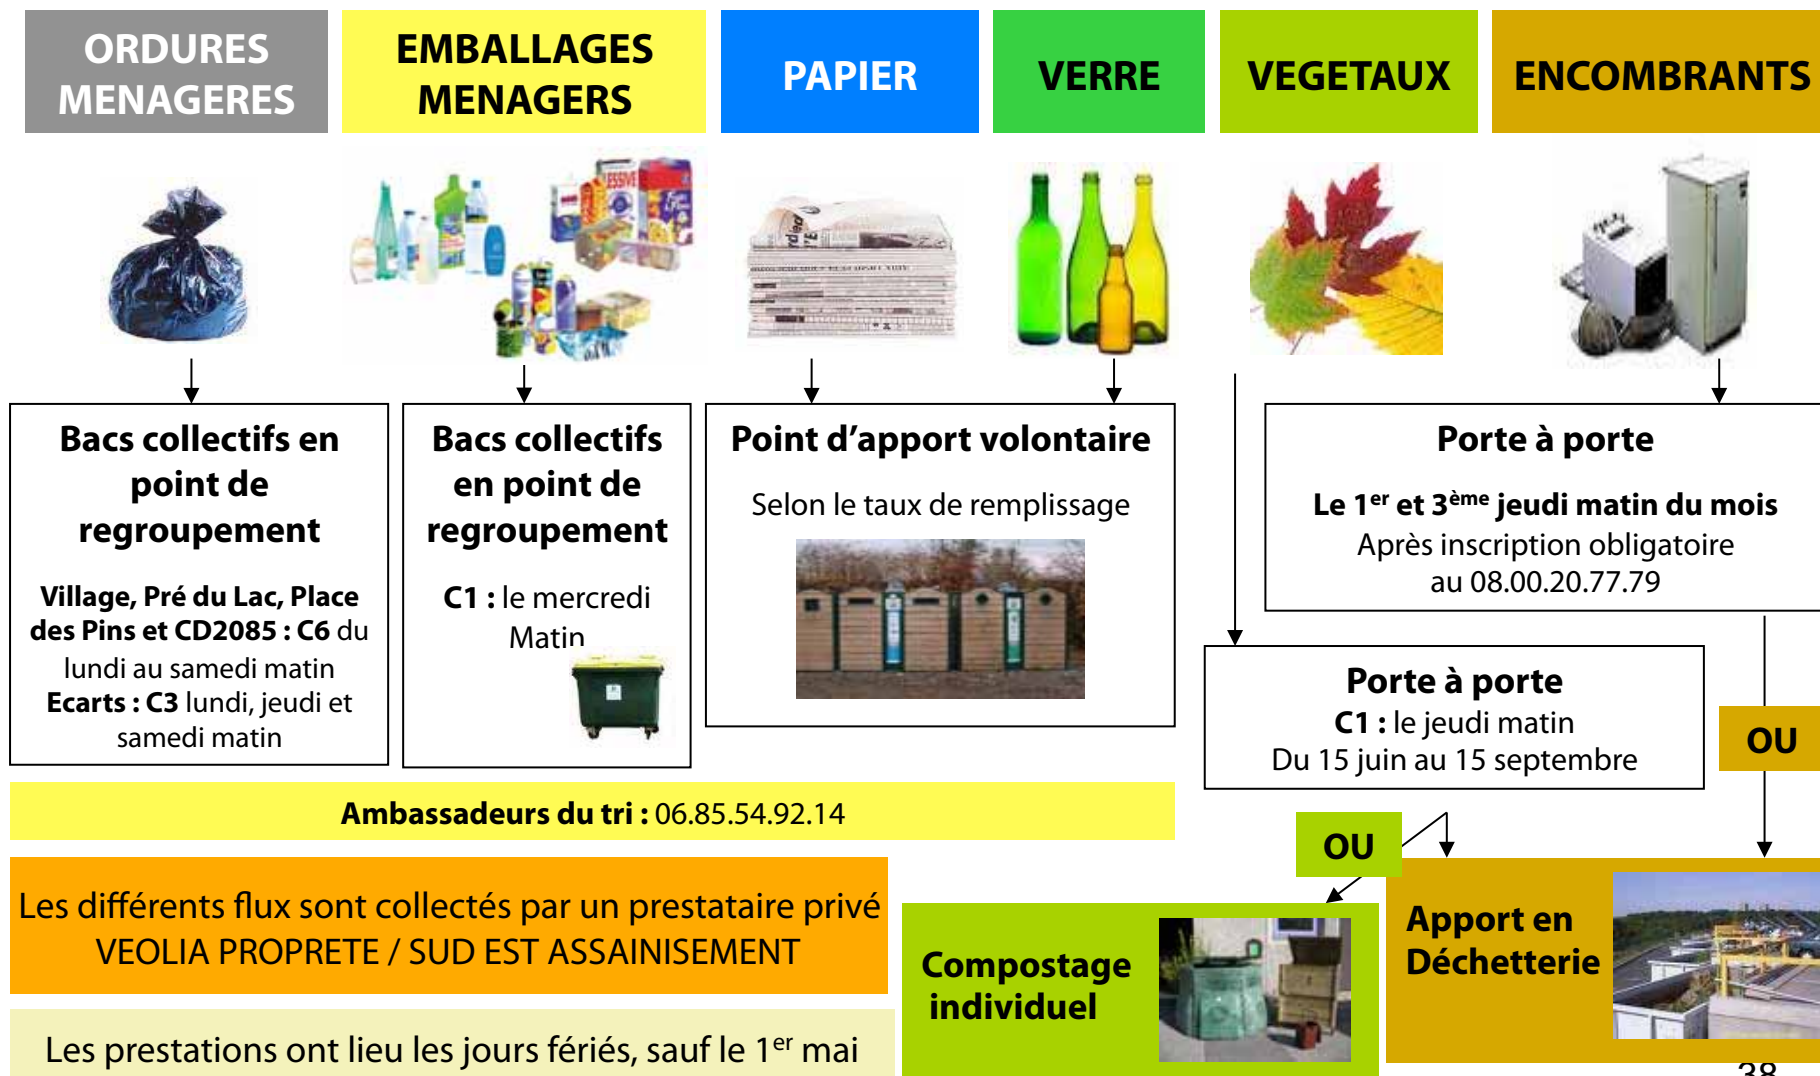 ORDURES
MENAGERES
EMBALLAGES
MENAGERS
PAPIER
VERRE
VEGETAUX
ENCOMBRANTS
ESSIVE
Bacs collectifs en
point de
regroupement
Village, Pré du Lac, Place
des Pins et CD2085 : C6 du
lundi au samedi matin
Ecarts : C3 lundi, jeudi et
samedi matin
Bacs collectifs
en point de
regroupement
C1 : le mercredi
Matin
Point d’apport volontaire
Selon le taux de remplissage
Porte à porte
Le 1er et 3ème jeudi matin du mois
Après inscription obligatoire
au 08.00.20.77.79
Porte à porte
C1 : le jeudi matin
Du 15 juin au 15 septembre
OU
Ambassadeurs du tri : 06.85.54.92.14
OU
Les différents flux sont collectés par un prestataire privé
VEOLIA PROPRETE / SUD EST ASSAINISEMENT
Compostage
individuel
Apport en
Déchetterie
Les prestations ont lieu les jours fériés, sauf le 1er mai
38